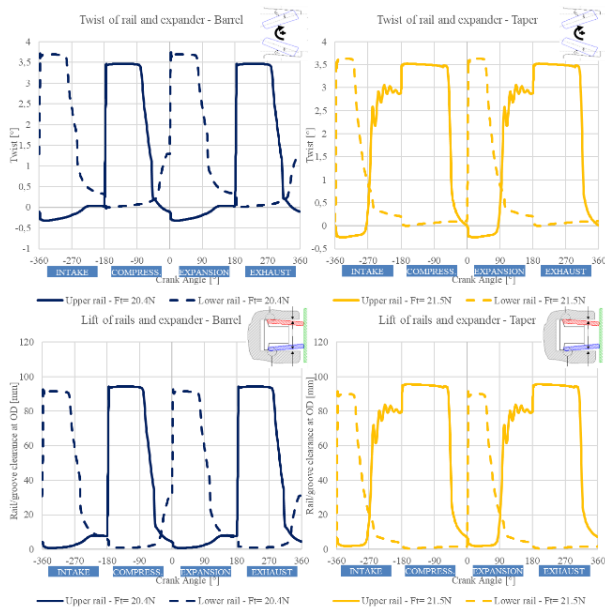 Twist of rail and expander - Barrel
Twist [°]
4
3,5
3
2,5
2
1,5
1
0,5
0
-0,5
1
-360 -270 -180 -90 0 90 180 270 360
INTAKE COMPRESS. EXPANSION EXHAUST
Crank Angle [°]
Upper rail - Ft= 20.4N Lower rail - Ft= 20.4N
Twist of rail and expander - Taper
Twist [°]
4
3,5
3
2,5
2
1,5
1
0,5
0
-0,5
-360 -270 -180 -90 0 90 180 270 360
INTAKE COMPRESS. EXPANSION EXHAUST
Crank Angle [°]
Upper rail - Ft= 21.5N Lower rail - Ft= 21.5N
Lift of rails and expander - Barrel
Rail/groove clearance at OD [mm]
120
100
80
60
40
20
0
-360 -270 -180 -90 0 90 180 270 360
INTAKE COMPRESS. EXPANSION EXHAUST
Crank Angle [°]
Upper rail - Ft= 20.4N Lower rail - Ft= 20.4N
Lift of rails and expander - Taper
Rail/groove clearance at OD [mm]
120
100
80
60
40
20
0
-360 -270 -180 -90 0 90 180 270 360
INTAKE COMPRESS. EXPANSION EXHAUST
Crank Angle [°]
Upper rail - Ft= 21.5N Lower rail - Ft= 21.5N